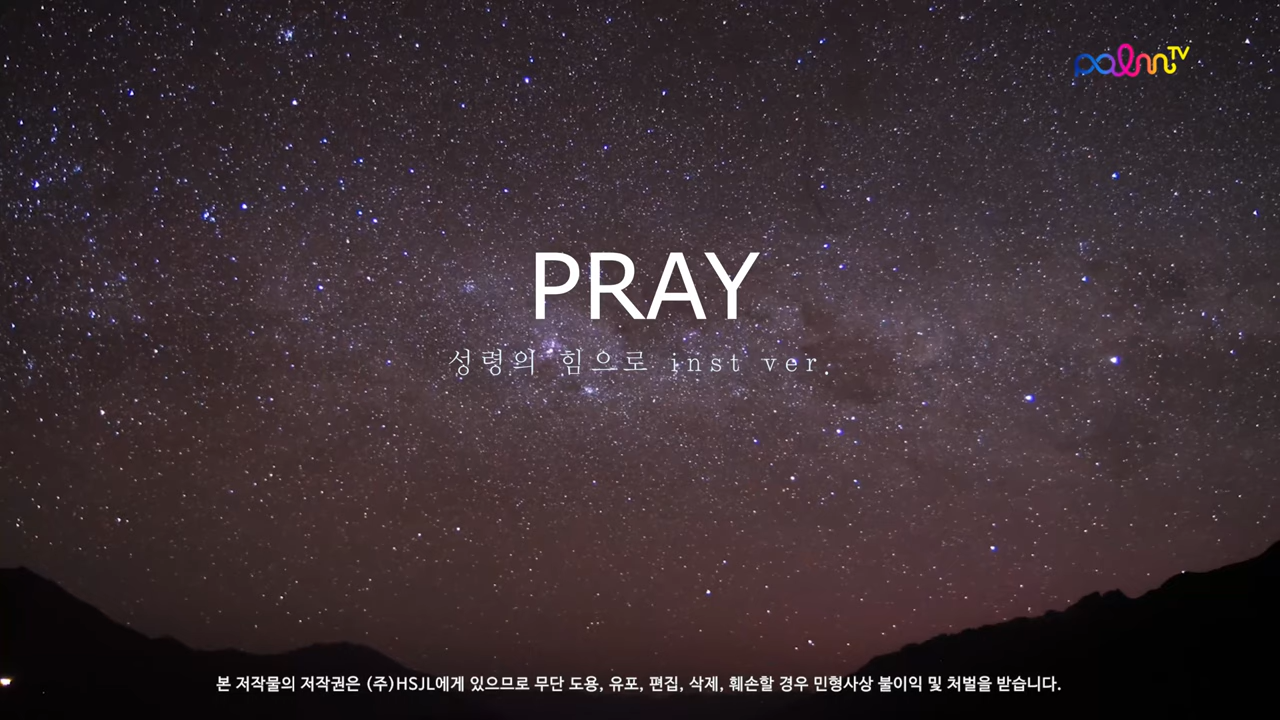 palm TV
PRAY
성령의 힘으로 inst ver.
본 저작물의 저작권은 (주)HSJL에게 있으므로 무단 도용, 유포, 편집, 삭제, 훼손할 경우 민형사상 불이익 및 처벌을 받습니다.